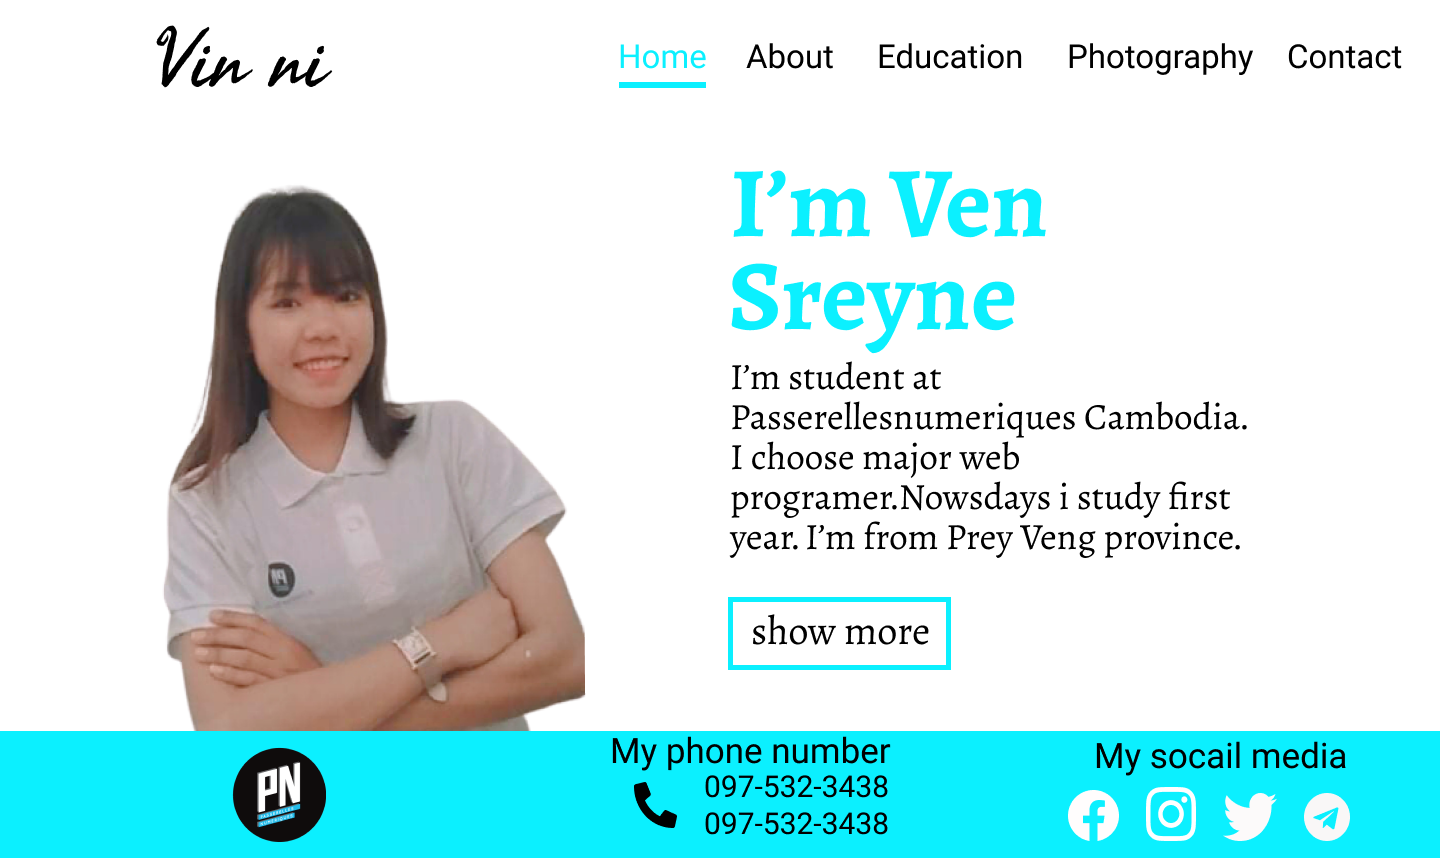 Vin ni
Home About Education Photography Contact
I’m Ven
Sreyne
I’m student at
Passerellesnumeriques Cambodia.
I choose major web
programer.Nowsdays i study first
year. I’m from Prey Veng province.
show more
PN
PASSERELLES
NUMÉRIQUES
My phone number
097-532-3438
097-532-3438
My socail media